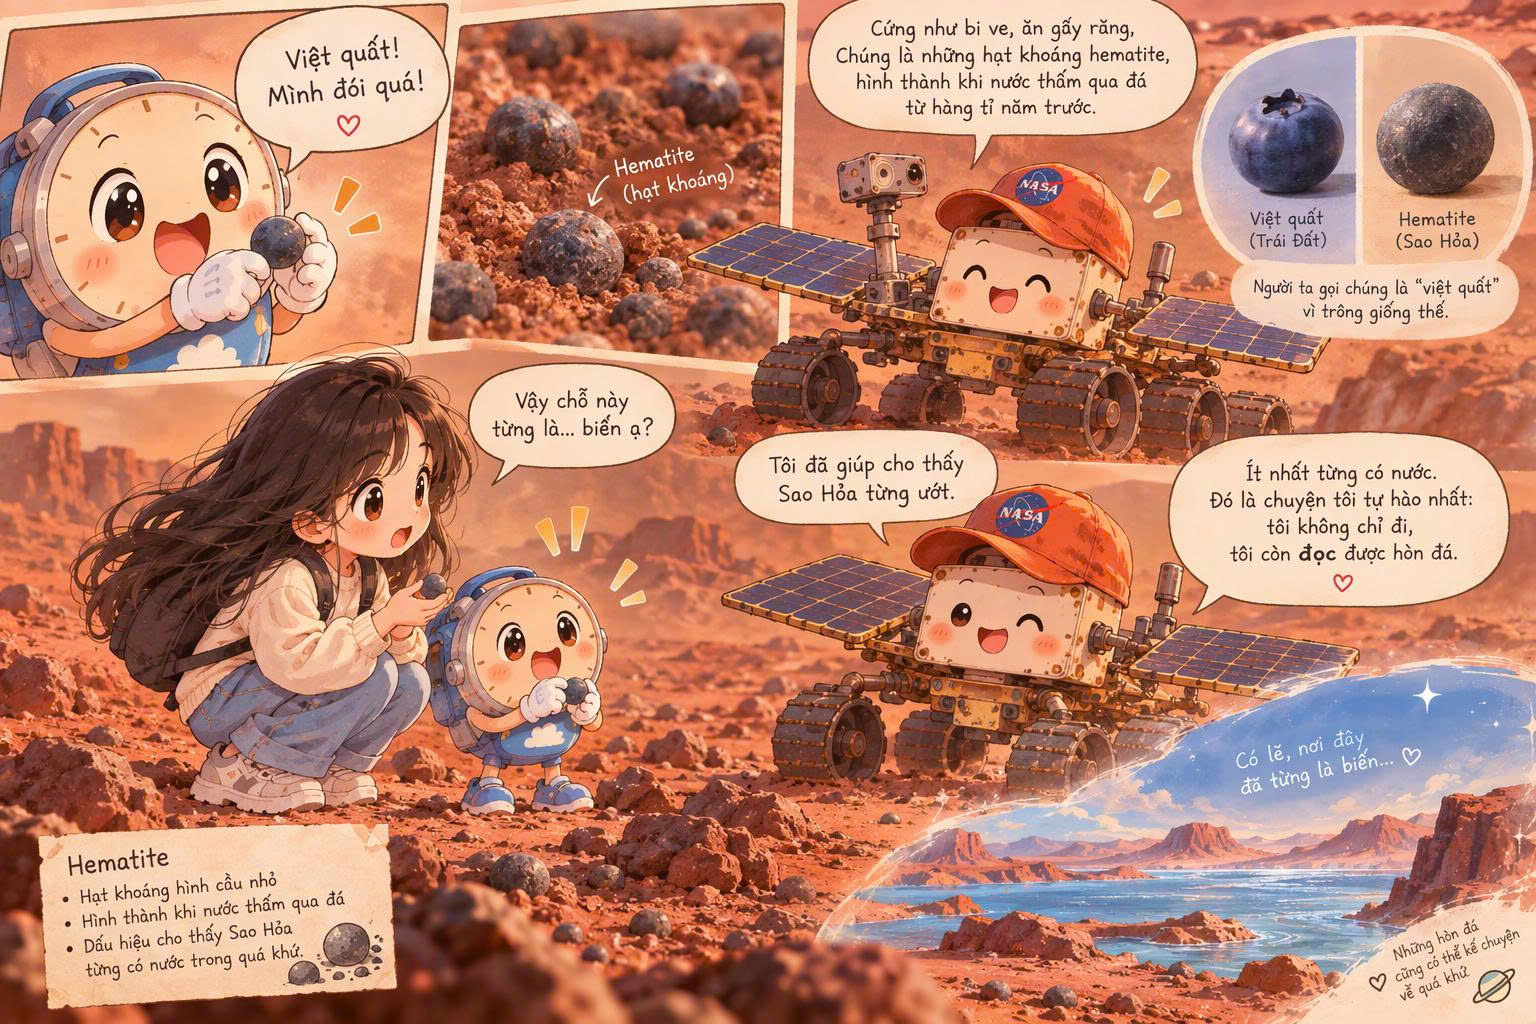 Việt quất!
Mình đói quá!
Hematite
(hạt khoáng)
Cứng như bi ve, ăn gấy răng,
Chúng là những hạt khoáng hematite,
hình thành khi nước thấm qua đá
từ hàng tỉ năm trước.
NASA
Việt quất
(Trái Đất)
Hematite
(Sao Hỏa)
Người ta gọi chúng là “việt quất”
vì trông giống thế.
Vậy chỗ này
từng là... biến ạ?
Tôi đã giúp cho thấy
Sao Hỏa từng ướt.
NASA
Ít nhất từng có nước.
Đó là chuyện tôi tự hào nhất:
tôi không chỉ đi,
tôi còn đọc được hòn đá.
Có lẽ, nơi đây
đã từng là biến...
Hematite
• Hạt khoáng hình cầu nhỏ
• Hình thành khi nước thấm qua đá
• Dấu hiệu cho thấy Sao Hỏa
từng có nước trong quá khứ.
Những hòn đá
cũng có thể kể chuyện
về quá khứ